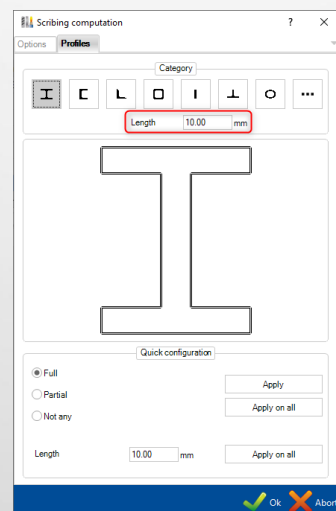 Scribing computation ? ×
Options Profiles
Category
Length 10.00 mm
Quick configuration
Full
Apply
Partial
Apply on all
Not any
Length 10.00 mm Apply on all
Ok Abort